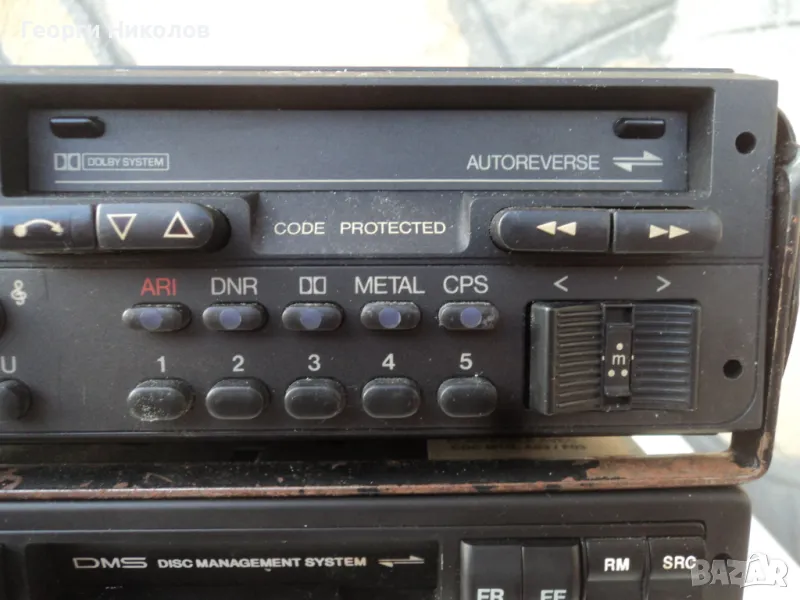 Георги Николов
DOLBY SYSTEM
AUTOREVERSE
CODE PROTECTED
ARI DNR METAL CPS
< >
m
U 1 2 3 4 5
DMS DISC MANAGEMENT SYSTEM
FR FF RM SRC
BAZAR